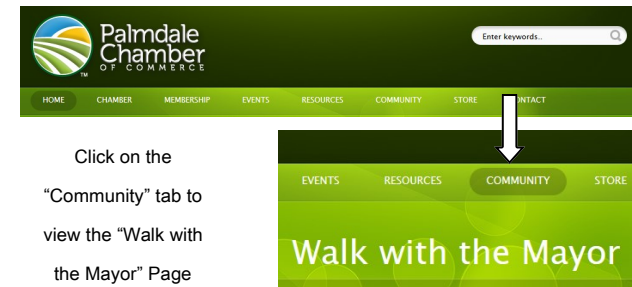 Palmdale
Chamber
OF COMMERCE
TM
Enter keywords..
HOME CHAMBER MEMBERSHIP EVENTS RESOURCES COMMUNITY STORE CONTACT
Click on the
“Community” tab to
view the “Walk with
the Mayor” Page
EVENTS RESOURCES COMMUNITY STORE
Walk with the Mayor